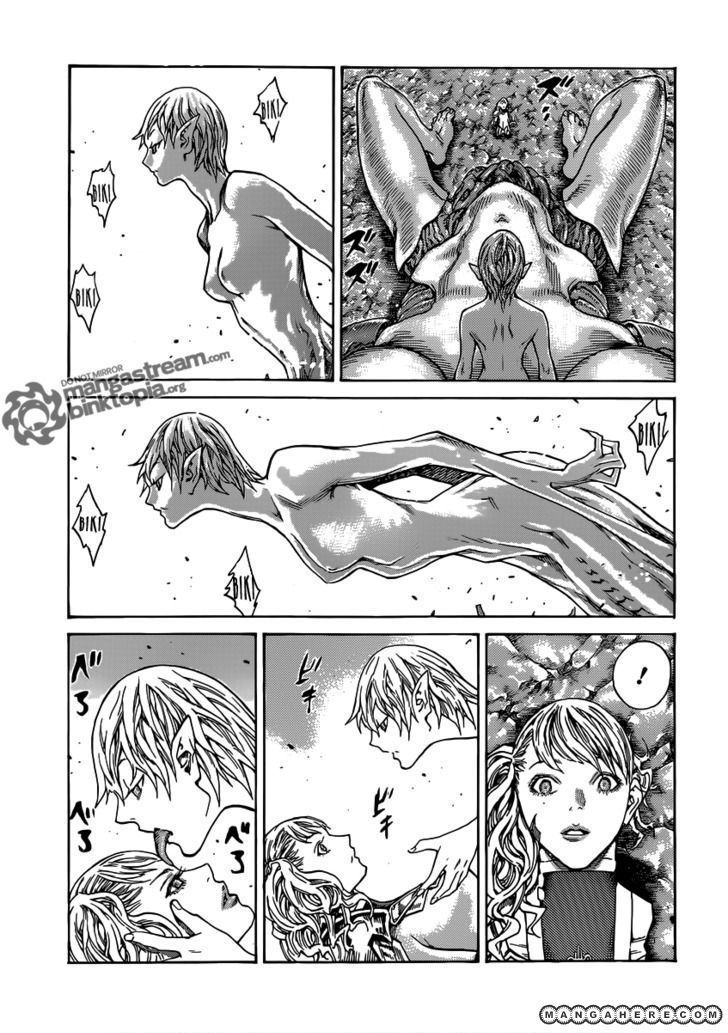 ズ
ズ
ズ
BIKI
BIKI
BIKI
DO NOT MIRROR
mangastream.com
binktopia.org
BIKI
BIKI
BIKI
!
ビキ
ビキ
べろ
べろ
べろ
MANGAHERE.COM